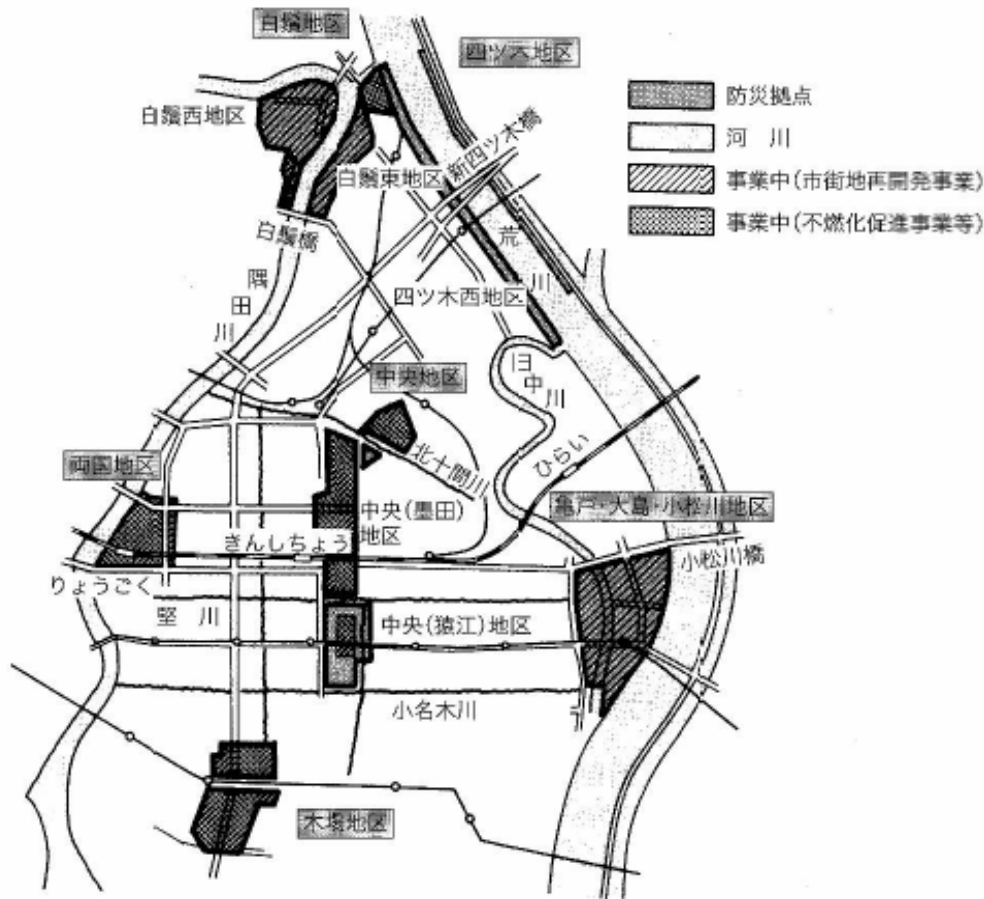 白鬚地区
四ツ木地区
防災拠点
河　川
事業中(市街地再開発事業)
事業中(不燃化促進事業等)
白鬚西地区
新四ツ木橋
白鬚東地区
白鬚橋
荒川
隅田川
四ツ木西地区
旧中川
中央地区
北十間川
ひらい
両国地区
中央(墨田)
地区
亀戸・大島・小松川地区
きんしちょう
小松川橋
りょうごく
堅　川
中央(猿江)地区
小名木川
木場地区